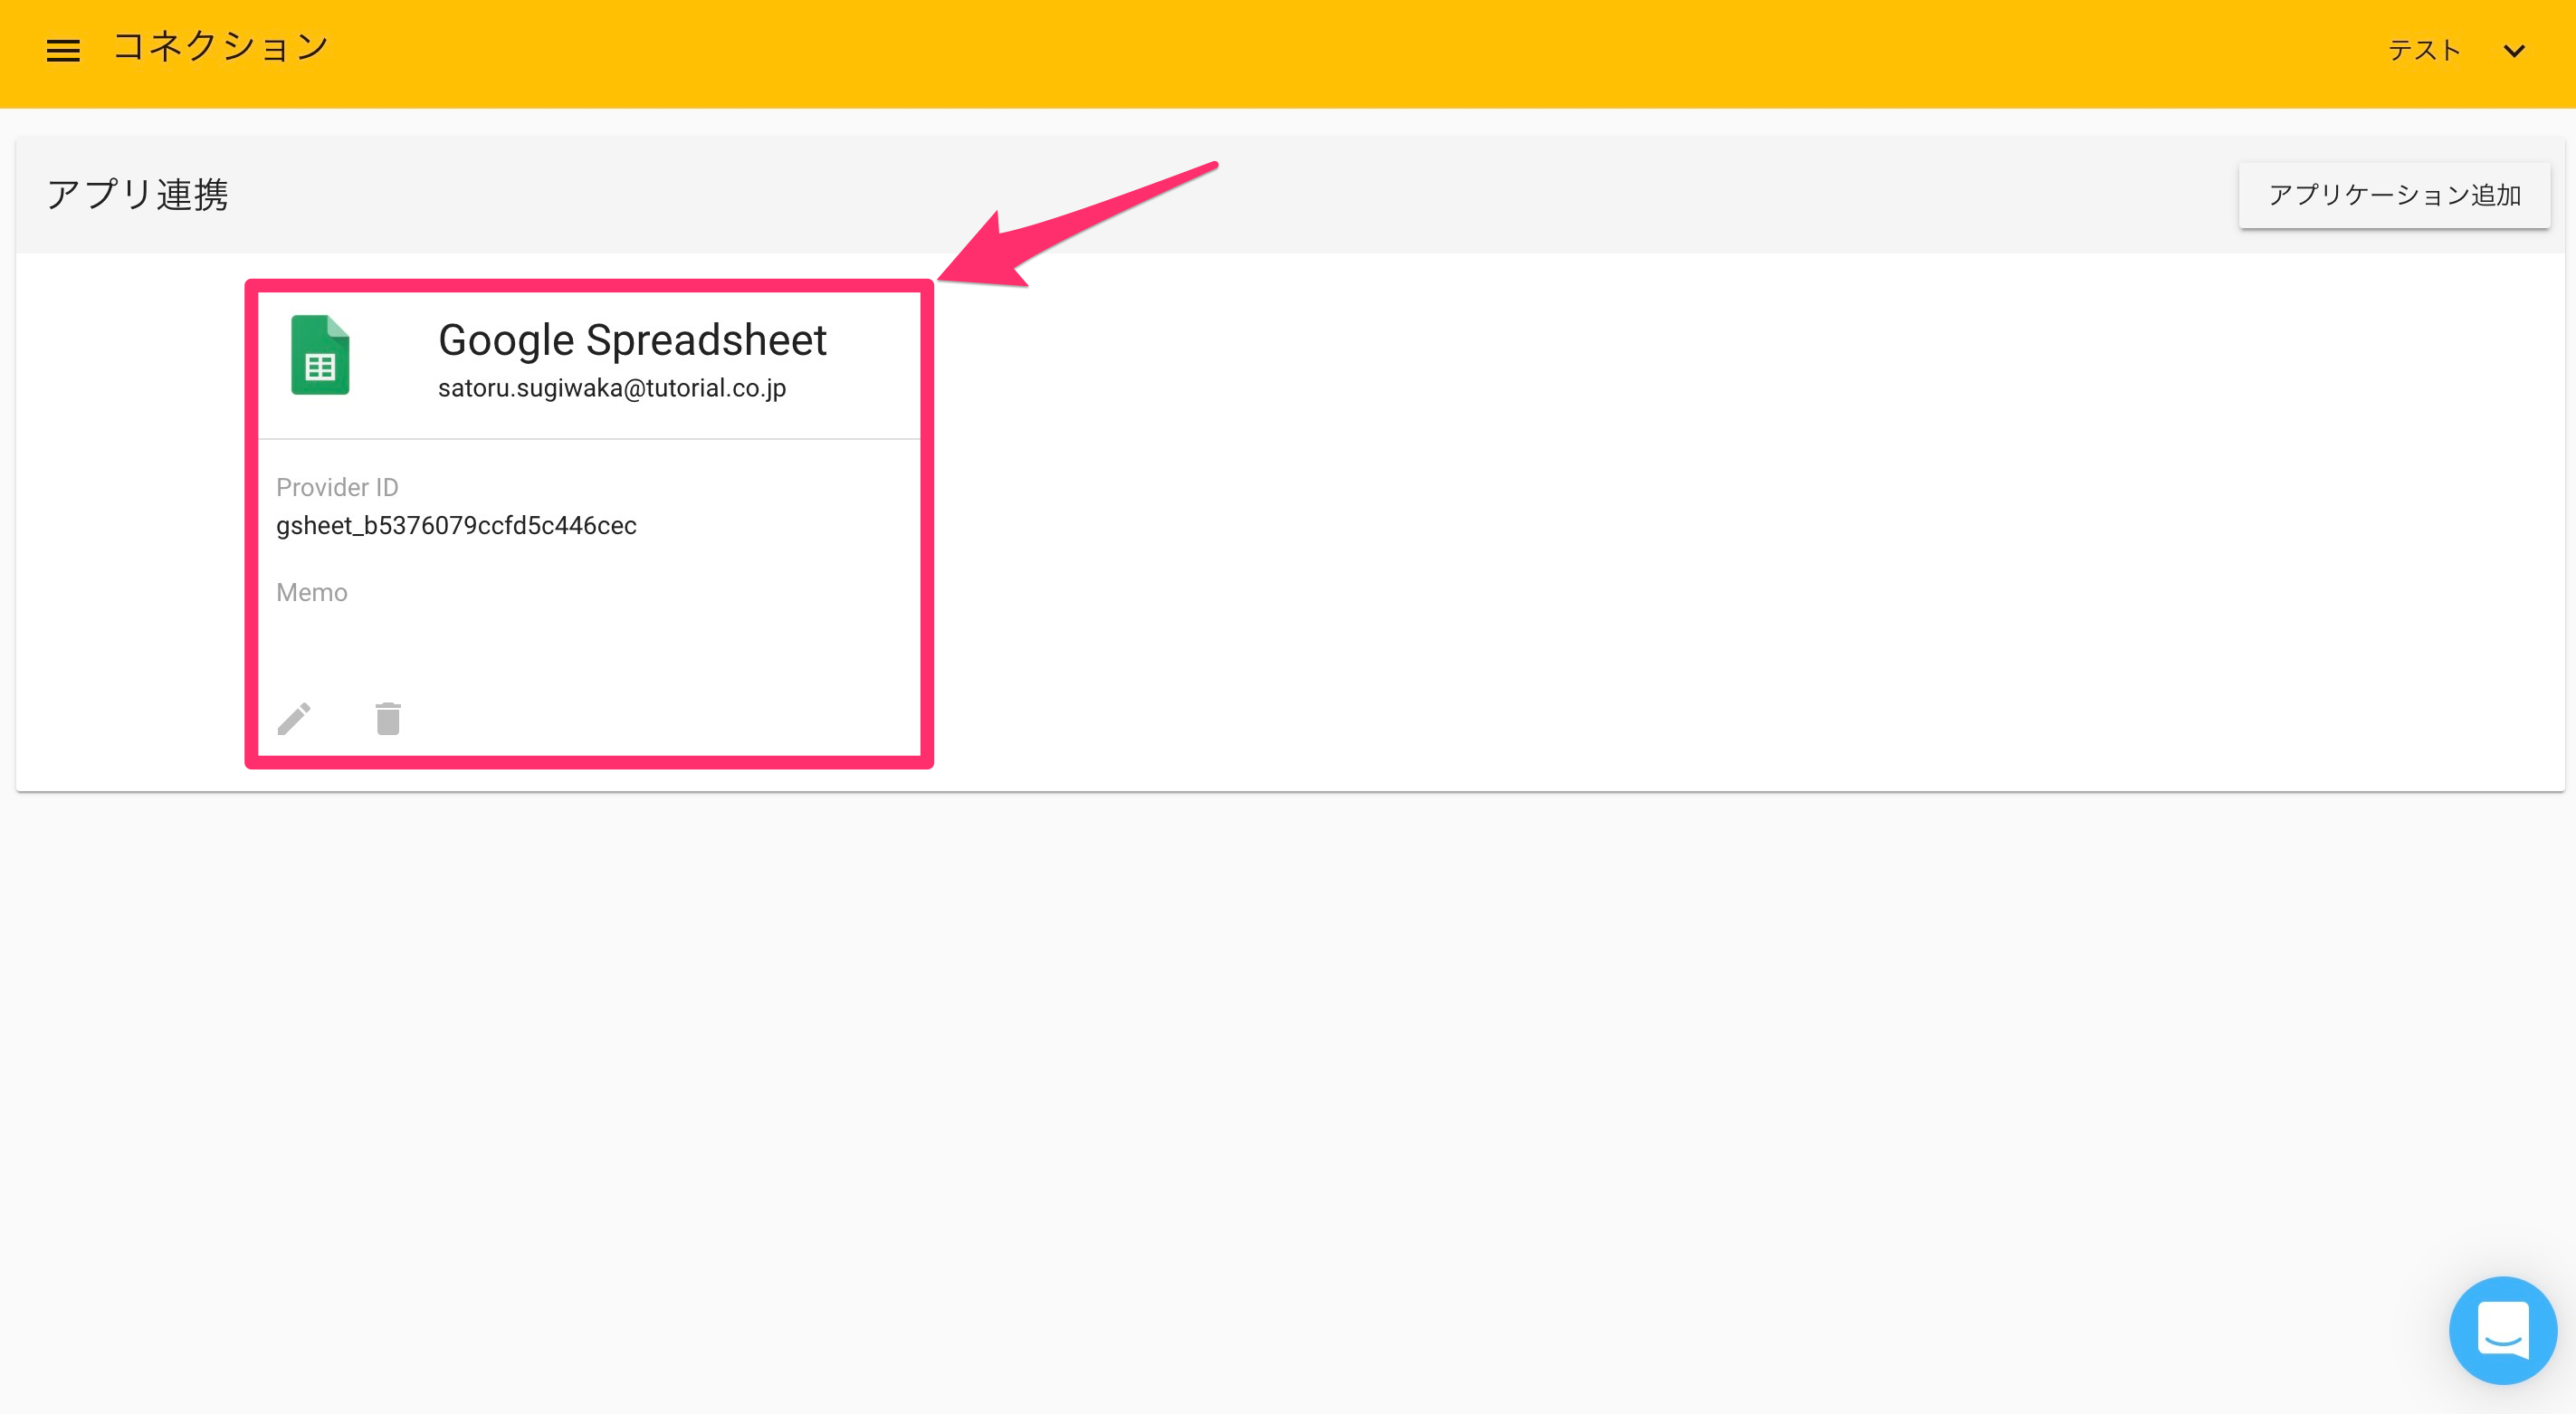 コネクション
テスト
アプリ連携
アプリケーション追加
Google Spreadsheet
satoru.sugiwaka@tutorial.co.jp
Provider ID
gsheet_b5376079ccfd5c446cec
Memo